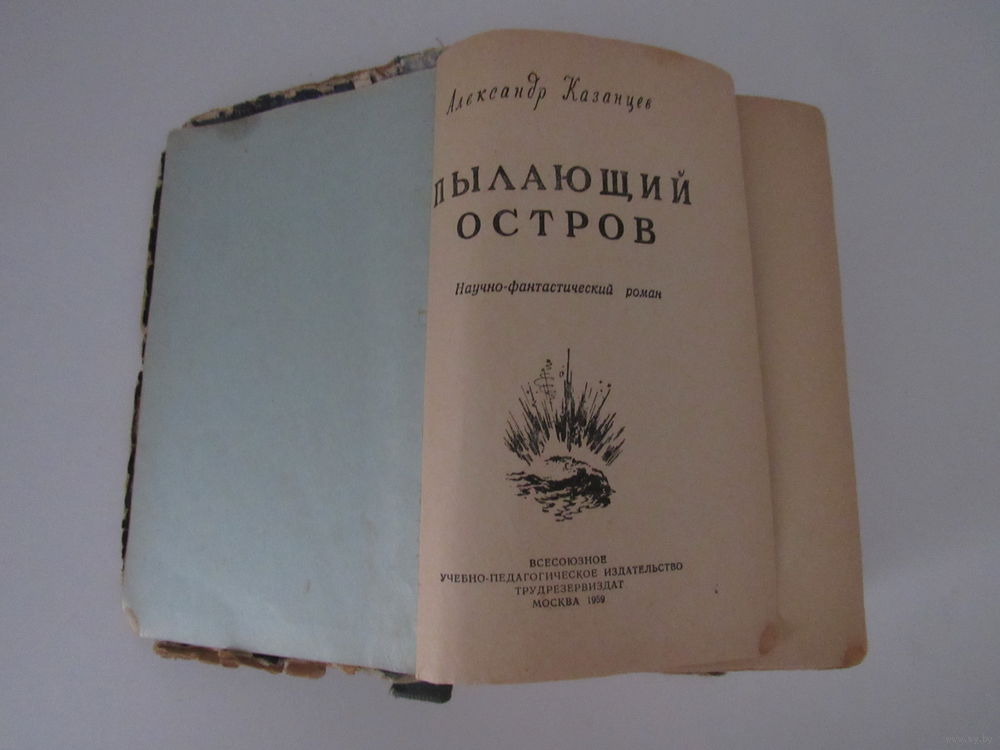 Александр Казанцев
ПЫЛАЮЩИЙ
ОСТРОВ
Научно-фантастический роман
ВСЕСОЮЗНОЕ
УЧЕБНО-ПЕДАГОГИЧЕСКОЕ ИЗДАТЕЛЬСТВО
ТРУДРЕЗЕРВИЗДАТ
МОСКВА 1959